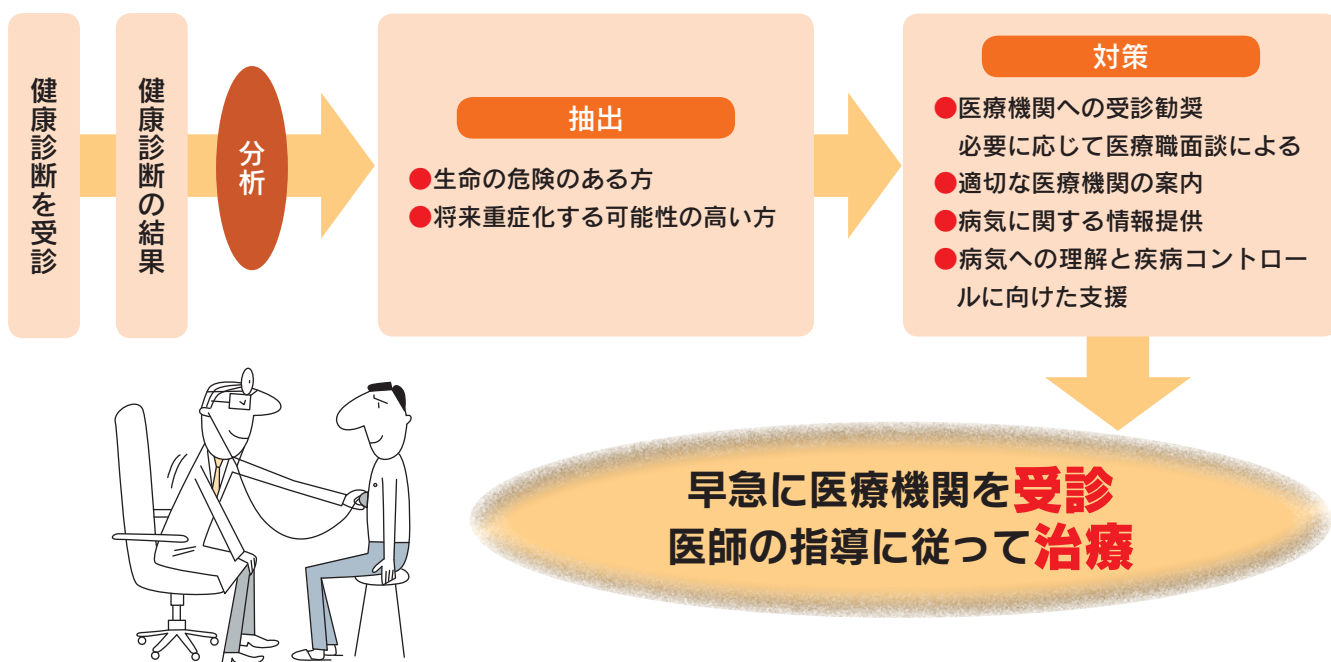 健康診断を受診
健康診断の結果
分析
抽出
●生命の危険のある方
●将来重症化する可能性の高い方
対策
●医療機関への受診勧奨
必要に応じて医療職面談による
●適切な医療機関の案内
●病気に関する情報提供
●病気への理解と疾病コントロー
ルに向けた支援
早急に医療機関を受診
医師の指導に従って治療